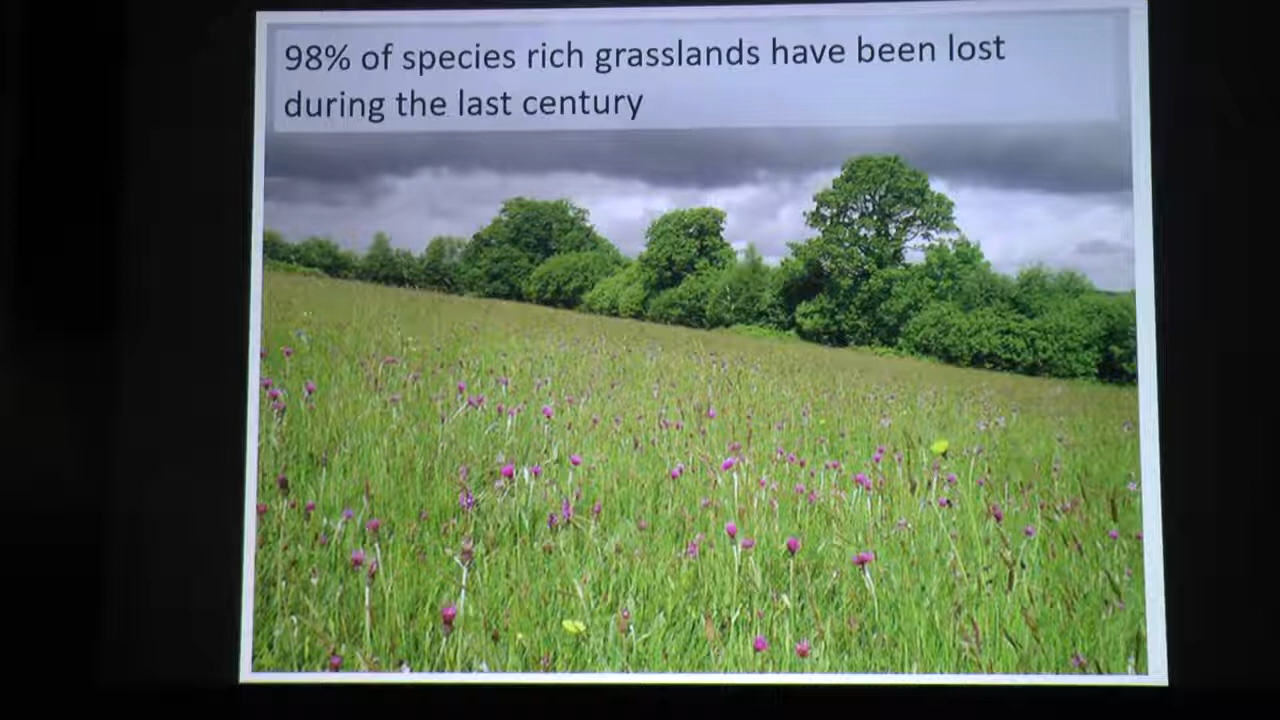 98% of species rich grasslands have been lost
during the last century